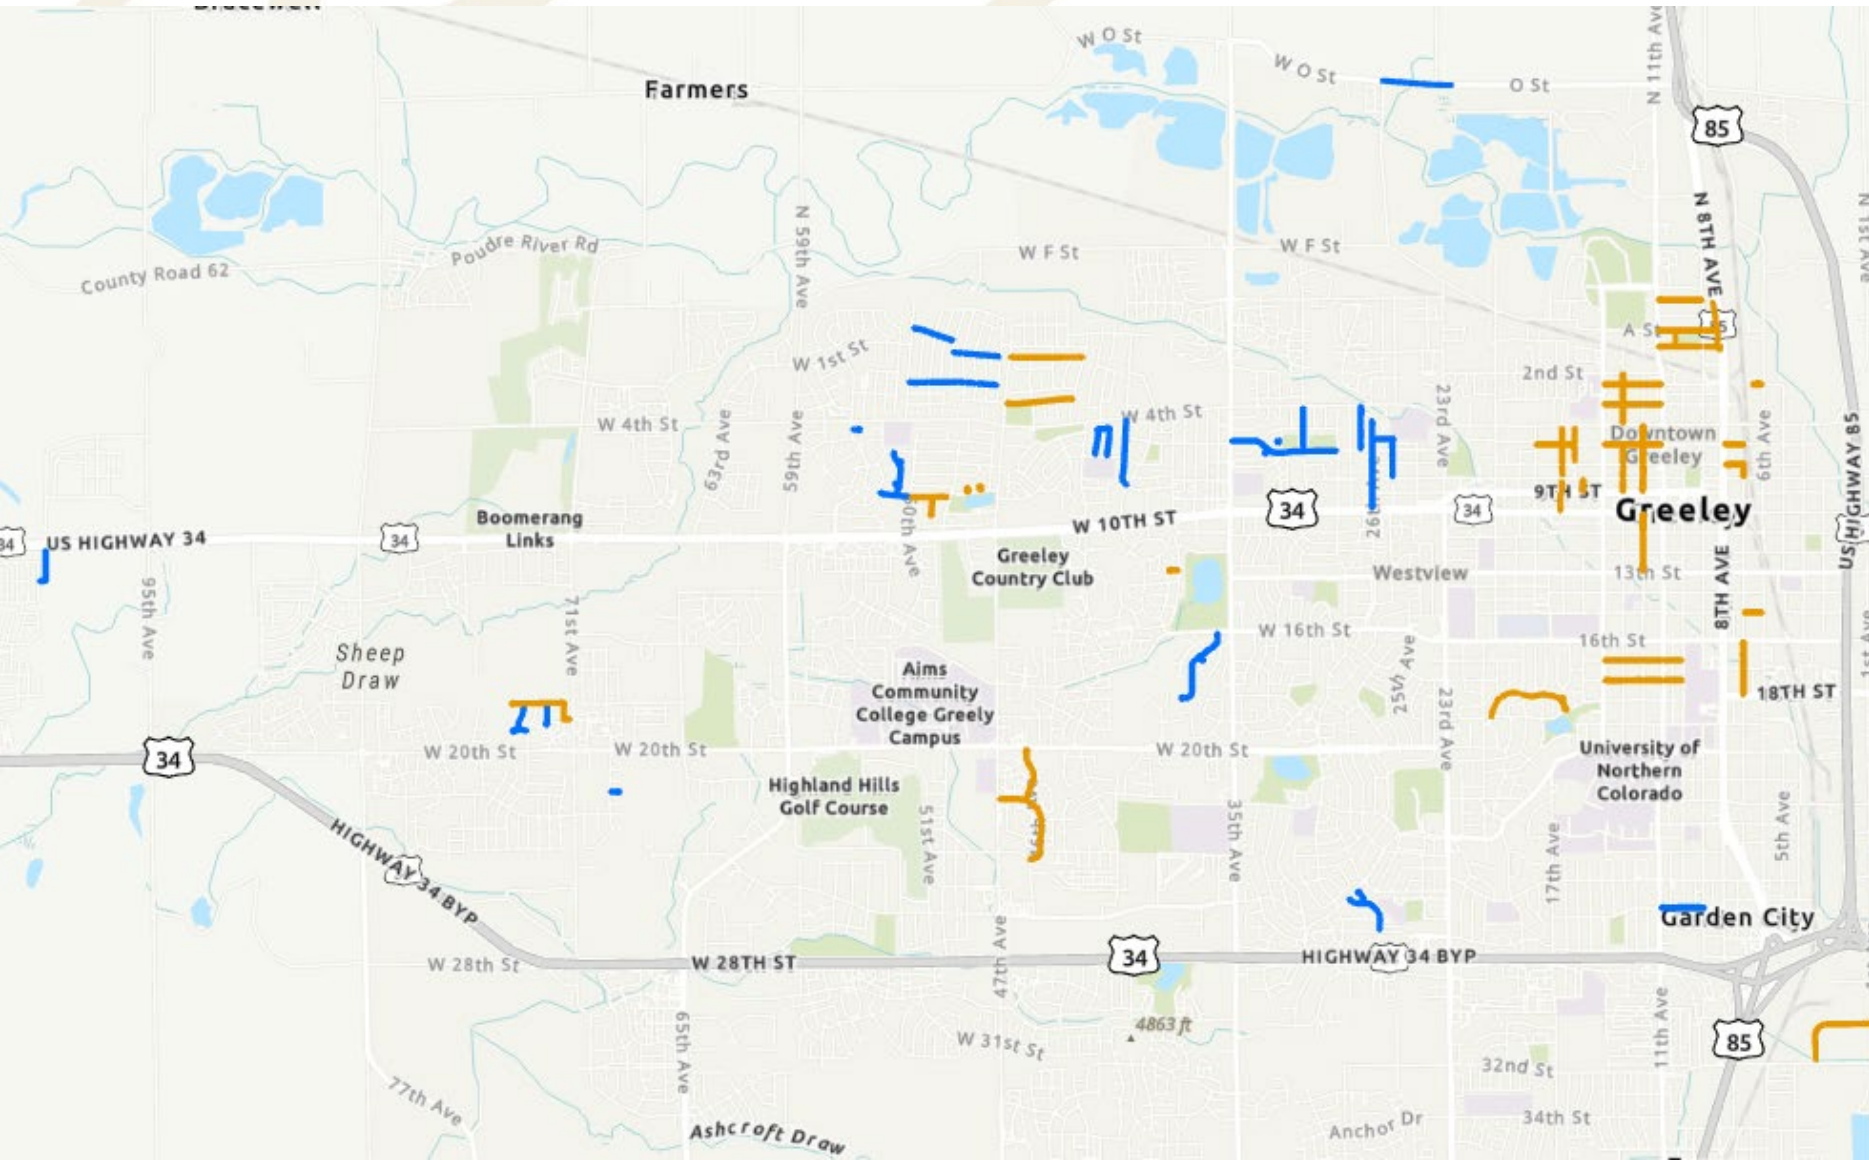 Farmers
W O St
W O St
O St
N 11th Ave
85
N 8TH AVE
N 1st Ave
County Road 62
Poudre River Rd
N 59th Ave
W F St
W F St
A St
85
W 1st St
2nd St
W 4th St
W 4th St
63rd Ave
59th Ave
23rd Ave
Downtown
Greeley
6th Ave
US HIGHWAY 85
9TH ST
Greeley
34
US HIGHWAY 34
34
Boomerang
Links
50th Ave
W 10TH ST
34
34
Greeley
Country Club
Westview
13th St
8TH AVE
95th Ave
71st Ave
Sheep
Draw
W 16th St
16th St
1st Ave
25th Ave
Aims
Community
College Greely
Campus
18TH ST
23rd Ave
34
W 20th St
W 20th St
W 20th St
University of
Northern
Colorado
Highland Hills
Golf Course
51st Ave
35th Ave
17th Ave
5th Ave
HIGHWAY 34 BYP
Garden City
47th Ave
W 28th St
W 28TH ST
34
HIGHWAY 34 BYP
4863 ft
W 31st St
65th Ave
11th Ave
85
32nd St
77th Ave
34th St
Anchor Dr
Ashcroft Draw